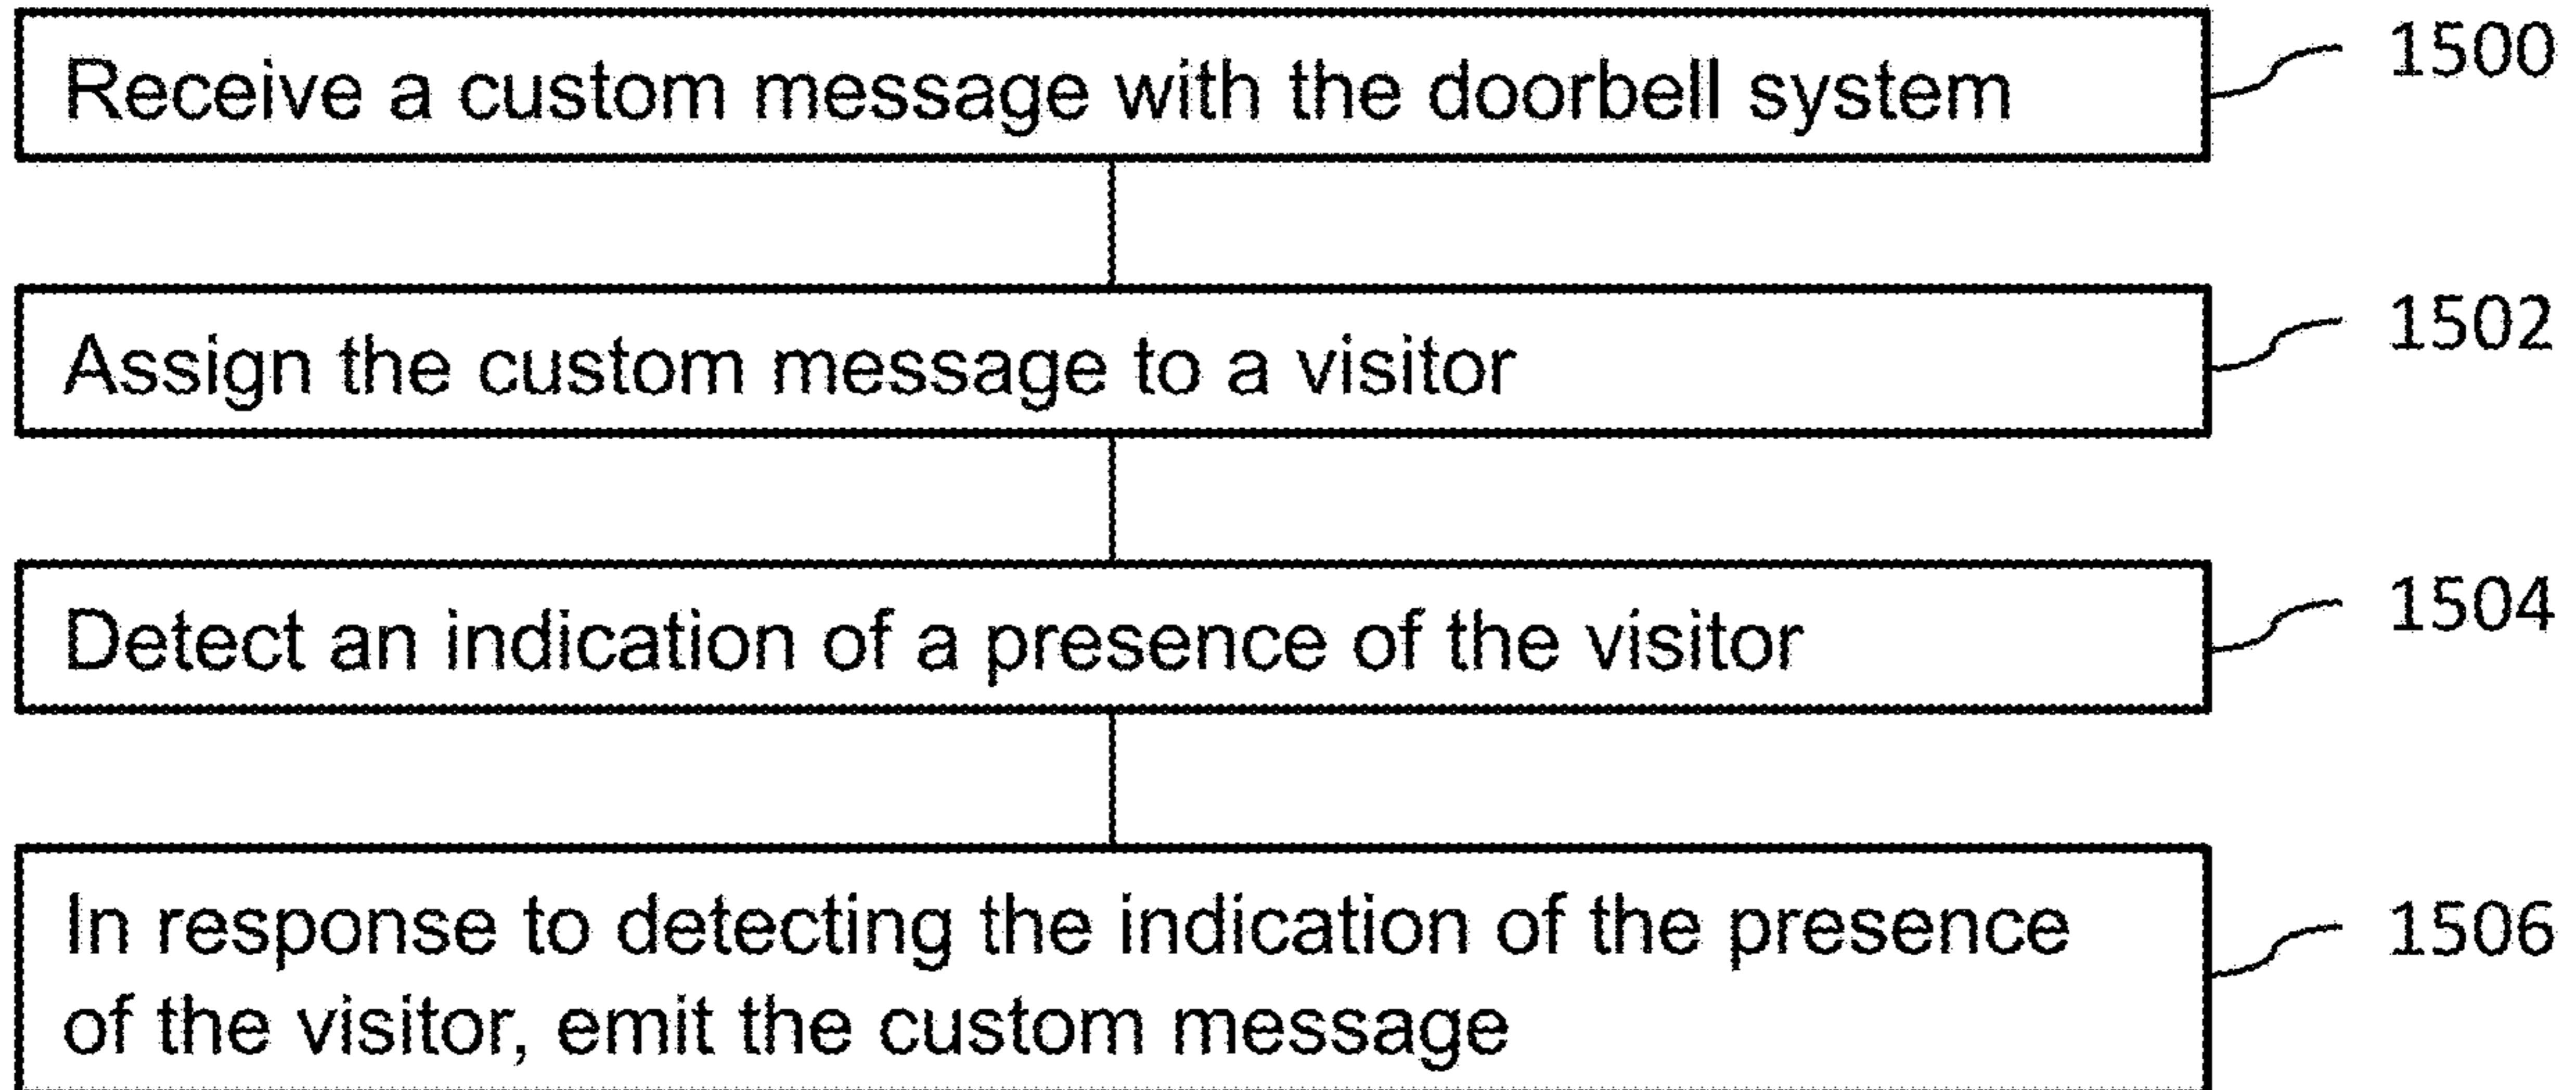 Receive a custom message with the doorbell system
1500
Assign the custom message to a visitor
1502
Detect an indication of a presence of the visitor
1504
In response to detecting the indication of the presence
of the visitor, emit the custom message
1506